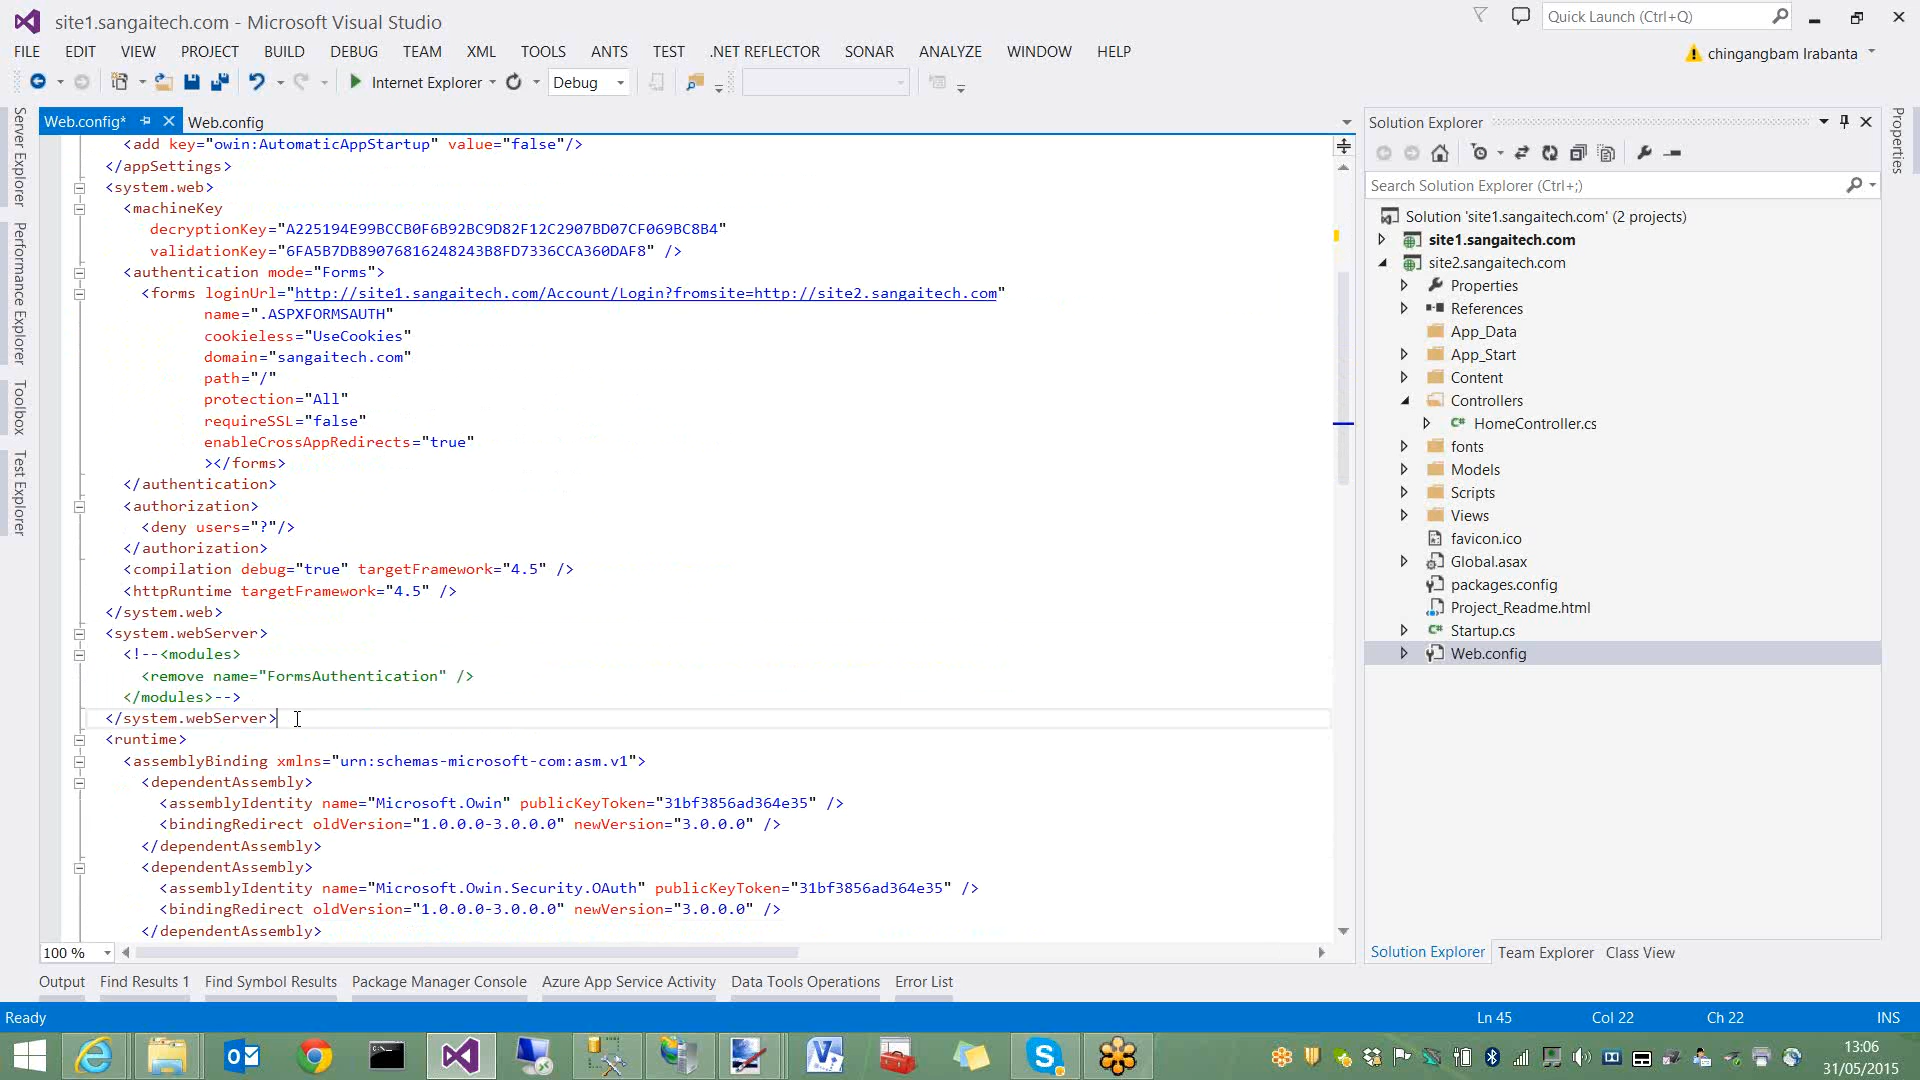 site1.sangaitech.com - Microsoft Visual Studio
Quick Launch (Ctrl+Q)
FILE EDIT VIEW PROJECT BUILD DEBUG TEAM XML TOOLS ANTS TEST .NET REFLECTOR SONAR ANALYZE WINDOW HELP
chingangbam Irabanta
Internet Explorer Debug
Server Explorer
Performance Explorer
Toolbox
Test Explorer
Web.config* Web.config
<add key="owin:AutomaticAppStartup" value="false"/>
</appSettings>
<system.web>
<machineKey
decryptionKey="A225194E99BCCB0F6B92BC9D82F12C2907BD07CF069BC8B4"
validationKey="6FA5B7DB89076816248243B8FD7336CCA360DAF8" />
<authentication mode="Forms">
<forms loginUrl="http://site1.sangaitech.com/Account/Login?fromsite=http://site2.sangaitech.com"
name=".ASPXFORMSAUTH"
cookieless="UseCookies"
domain="sangaitech.com"
path="/"
protection="All"
requireSSL="false"
enableCrossAppRedirects="true"
></forms>
</authentication>
<authorization>
<deny users="?"/>
</authorization>
<compilation debug="true" targetFramework="4.5" />
<httpRuntime targetFramework="4.5" />
</system.web>
<system.webServer>
<!--<modules>
<remove name="FormsAuthentication" />
</modules>-->
</system.webServer>
<runtime>
<assemblyBinding xmlns="urn:schemas-microsoft-com:asm.v1">
<dependentAssembly>
<assemblyIdentity name="Microsoft.Owin" publicKeyToken="31bf3856ad364e35" />
<bindingRedirect oldVersion="1.0.0.0-3.0.0.0" newVersion="3.0.0.0" />
</dependentAssembly>
<dependentAssembly>
<assemblyIdentity name="Microsoft.Owin.Security.OAuth" publicKeyToken="31bf3856ad364e35" />
<bindingRedirect oldVersion="1.0.0.0-3.0.0.0" newVersion="3.0.0.0" />
</dependentAssembly>
100 %
Solution Explorer
Search Solution Explorer (Ctrl+;)
Solution 'site1.sangaitech.com' (2 projects)
site1.sangaitech.com
site2.sangaitech.com
Properties
References
App_Data
App_Start
Content
Controllers
HomeController.cs
fonts
Models
Scripts
Views
favicon.ico
Global.asax
packages.config
Project_Readme.html
Startup.cs
Web.config
Solution Explorer Team Explorer Class View
Properties
Output Find Results 1 Find Symbol Results Package Manager Console Azure App Service Activity Data Tools Operations Error List
Ready Ln 45 Col 22 Ch 22 INS
13:06
31/05/2015